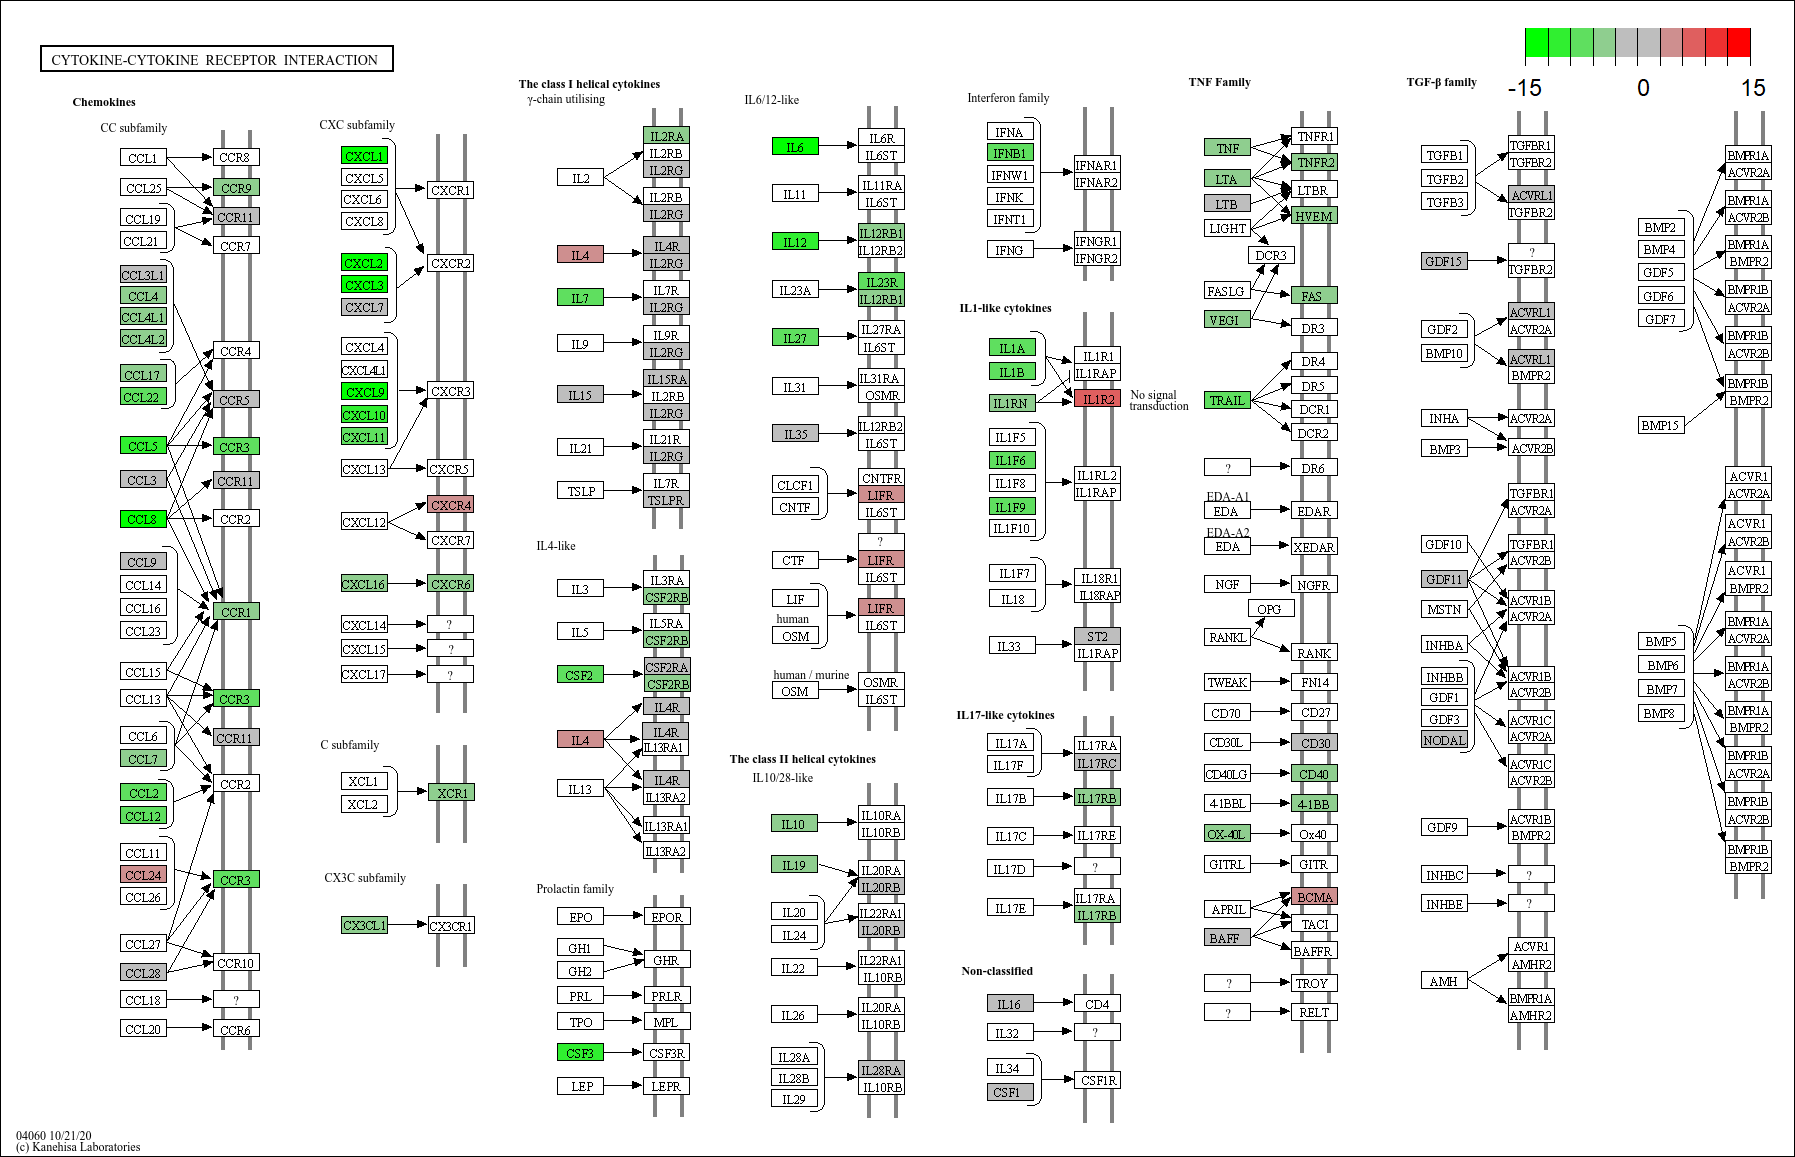 CYTOKINE-CYTOKINE RECEPTOR INTERACTION
-15 0 15
Chemokines
CC subfamily
CCL1 CCR8
CCL25 CCR9
CCL19 CCR11
CCL21 CCR7
CCL3L1
CCL4
CCL4L1
CCL4L2
CCR4
CCL17
CCL22 CCR5
CCL5 CCR3
CCL3 CCR11
CCL8 CCR2
CCL9
CCL14
CCL16 CCR1
CCL23
CCL15
CCL13 CCR3
CCL6 CCR11
CCL7
CCR2
CCL2
CCL12
CCL11
CCL24 CCR3
CCL26
CCL27
CCR10
CCL28
CCL18 ?
CCL20 CCR6
CXC subfamily
CXCL1
CXCL5 CXCR1
CXCL6
CXCL8
CXCL2 CXCR2
CXCL3
CXCL7
CXCL4
CXCL4L1
CXCL9 CXCR3
CXCL10
CXCL11
CXCL13 CXCR5
CXCR4
CXCL12
CXCR7
CXCL16 CXCR6
CXCL14 ?
CXCL15 ?
CXCL17 ?
C subfamily
XCL1
XCR1
XCL2
CX3C subfamily
CX3CL1 CX3CR1
The class I helical cytokines
γ-chain utilising
IL2RA
IL2RB
IL2 IL2RG
IL2RB
IL2RG
IL4 IL4R
IL2RG
IL7 IL7R
IL2RG
IL9 IL9R
IL2RG
IL15RA
IL15 IL2RB
IL2RG
IL21 IL21R
IL2RG
TSLP IL7R
TSLPR
IL4-like
IL3 IL3RA
CSF2RB
IL5 IL5RA
CSF2RB
CSF2 CSF2RA
CSF2RB
IL4R
IL4 IL4R
IL13RA1
IL13 IL4R
IL13RA2
IL13RA1
IL13RA2
Prolactin family
EPO EPOR
GH1
GHR
GH2
PRL PRLR
TPO MPL
CSF3 CSF3R
LEP LEPR
IL6/12-like
IL6 IL6R
IL6ST
IL11 IL11RA
IL6ST
IL12 IL12RB1
IL12RB2
IL23A IL23R
IL12RB1
IL27 IL27RA
IL6ST
IL31 IL31RA
OSMR
IL35 IL12RB2
IL6ST
CLCF1 CNTFR
LIFR
CNTF IL6ST
?
CTF LIFR
IL6ST
LIF LIFR
human IL6ST
OSM
human / murine
OSM OSMR
IL6ST
The class II helical cytokines
IL10/28-like
IL10 IL10RA
IL10RB
IL19 IL20RA
IL20RB
IL20 IL22RA1
IL24 IL20RB
IL22 IL22RA1
IL10RB
IL26 IL20RA
IL10RB
IL28A
IL28B IL28RA
IL29 IL10RB
Interferon family
IFNA
IFNB1
IFNW1 IFNAR1
IFNK IFNAR2
IFNT1
IFNG IFNGR1
IFNGR2
IL1-like cytokines
IL1A IL1R1
IL1B IL1RAP
IL1RN IL1R2
No signal
transduction
IL1F5
IL1F6
IL1F8 IL1RL2
IL1F9 IL1RAP
IL1F10
IL1F7 IL18R1
IL18 IL18RAP
IL33 ST2
IL1RAP
IL17-like cytokines
IL17A IL17RA
IL17F IL17RC
IL17B IL17RB
IL17C IL17RE
IL17D ?
IL17E IL17RA
IL17RB
Non-classified
IL16 CD4
IL32 ?
IL34
CSF1R
CSF1
TNF Family
TNFR1
TNF
TNFR2
LTA
LTBR
LTB
HVEM
LIGHT
DCR3
FASLG FAS
VEGI DR3
DR4
DR5
TRAIL DCR1
DCR2
? DR6
EDA-A1
EDA EDAR
EDA-A2
EDA XEDAR
NGF NGFR
OPG
RANKL
RANK
TWEAK FN14
CD70 CD27
CD30L CD30
CD40LG CD40
4-1BBL 4-1BB
OX-40L Ox40
GITRL GITR
BCMA
APRIL TACI
BAFF BAFFR
? TROY
? RELT
TGF-β family
TGFB1 TGFBR1
TGFBR2
TGFB2 ACVRL1
TGFB3 TGFBR2
GDF15 ?
TGFBR2
GDF2 ACVRL1
ACVR2A
BMP10 ACVRL1
BMPR2
INHA ACVR2A
BMP3 ACVR2B
TGFBR1
ACVR2A
GDF10 TGFBR1
ACVR2B
GDF11
MSTN ACVR1B
ACVR2A
INHBA
INHBB ACVR1B
ACVR2B
GDF1
GDF3 ACVR1C
ACVR2A
NODAL
ACVR1C
ACVR2B
GDF9 ACVR1B
BMPR2
INHBC ?
INHBE ?
ACVR1
AMHR2
AMH
BMPR1A
AMHR2
BMPR1A
ACVR2A
BMPR1A
ACVR2B
BMP2
BMP4 BMPR1A
BMPR2
GDF5
GDF6 BMPR1B
ACVR2A
GDF7
BMPR1B
ACVR2B
BMPR1B
BMPR2
BMP15
ACVR1
ACVR2A
ACVR1
ACVR2B
ACVR1
BMPR2
BMP5 BMPR1A
ACVR2A
BMP6 BMPR1A
ACVR2B
BMP7
BMP8 BMPR1A
BMPR2
BMPR1B
ACVR2A
BMPR1B
ACVR2B
BMPR1B
BMPR2
04060 10/21/20
(c) Kanehisa Laboratories